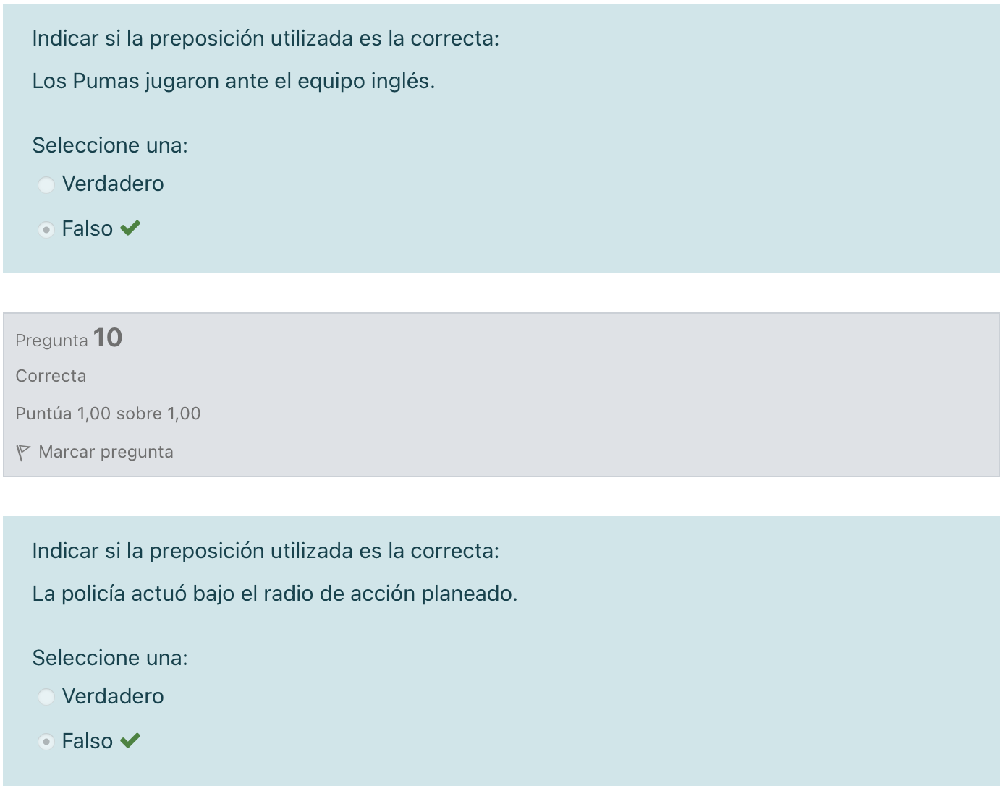 Indicar si la preposición utilizada es la correcta:
Los Pumas jugaron ante el equipo inglés.
Seleccione una:
Verdadero
Falso
Pregunta 10
Correcta
Puntúa 1,00 sobre 1,00
Marcar pregunta
Indicar si la preposición utilizada es la correcta:
La policía actuó bajo el radio de acción planeado.
Seleccione una:
Verdadero
Falso